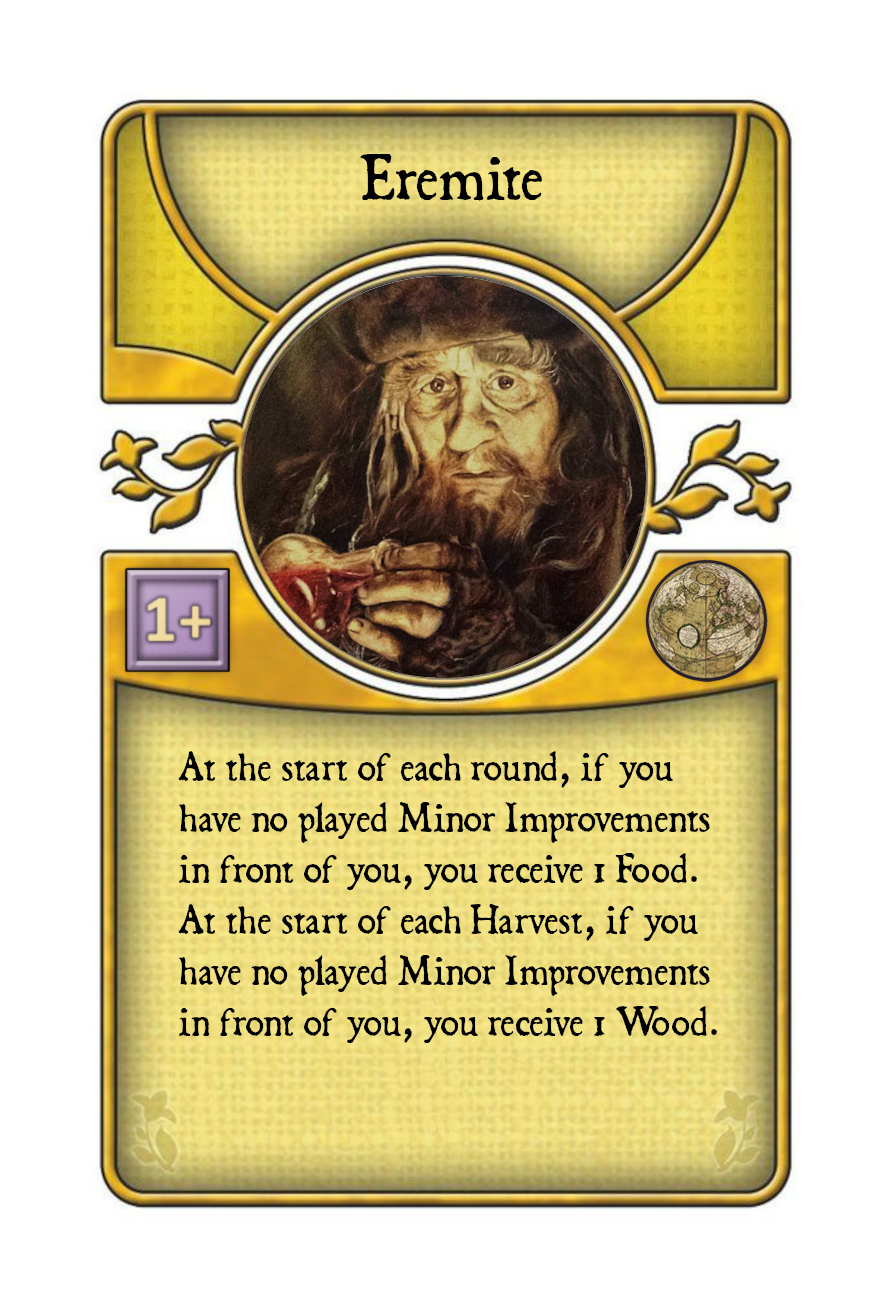 Eremite
1+
At the start of each round, if you
have no played Minor Improvements
in front of you, you receive 1 Food.
At the start of each Harvest, if you
have no played Minor Improvements
in front of you, you receive 1 Wood.